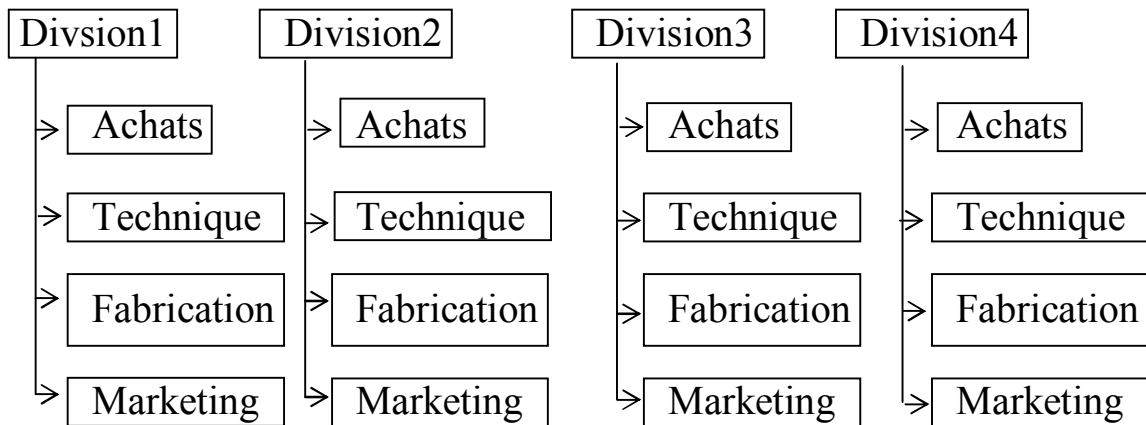 Divsion1
Achats
Technique
Fabrication
Marketing
Division2
Achats
Technique
Fabrication
Marketing
Division3
Achats
Technique
Fabrication
Marketing
Division4
Achats
Technique
Fabrication
Marketing